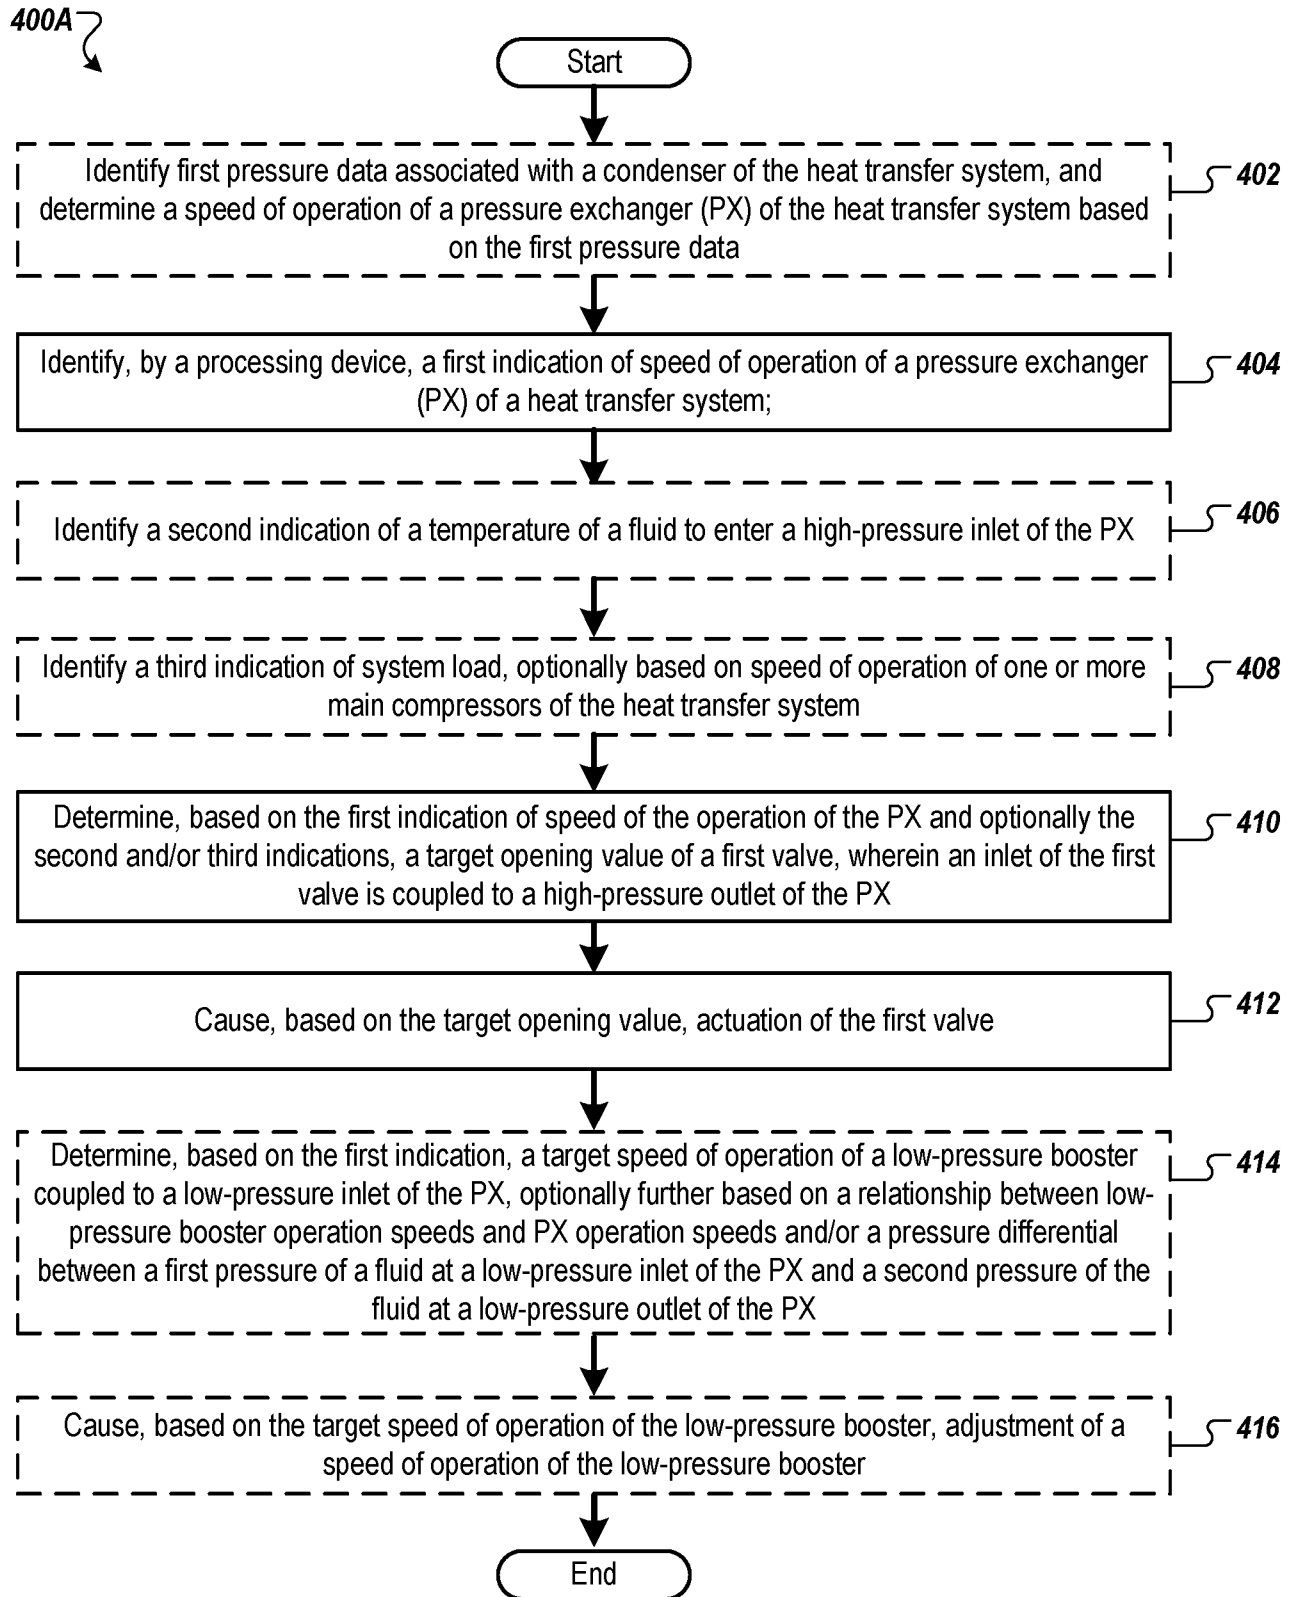 400A
Start
Identify first pressure data associated with a condenser of the heat transfer system, and
determine a speed of operation of a pressure exchanger (PX) of the heat transfer system based
on the first pressure data
402
Identify, by a processing device, a first indication of speed of operation of a pressure exchanger
(PX) of a heat transfer system;
404
Identify a second indication of a temperature of a fluid to enter a high-pressure inlet of the PX
406
Identify a third indication of system load, optionally based on speed of operation of one or more
main compressors of the heat transfer system
408
Determine, based on the first indication of speed of the operation of the PX and optionally the
second and/or third indications, a target opening value of a first valve, wherein an inlet of the first
valve is coupled to a high-pressure outlet of the PX
410
Cause, based on the target opening value, actuation of the first valve
412
Determine, based on the first indication, a target speed of operation of a low-pressure booster
coupled to a low-pressure inlet of the PX, optionally further based on a relationship between low-
pressure booster operation speeds and PX operation speeds and/or a pressure differential
between a first pressure of a fluid at a low-pressure inlet of the PX and a second pressure of the
fluid at a low-pressure outlet of the PX
414
Cause, based on the target speed of operation of the low-pressure booster, adjustment of a
speed of operation of the low-pressure booster
416
End